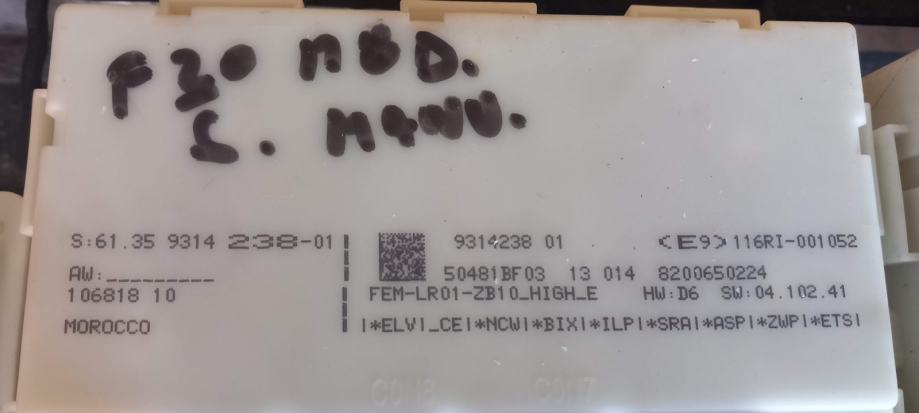 F30 MOD.
S. MANU.
S:61.35 9314 238-01
9314238 01
<E9>116RI-001052
AW:_________
50481BF03 13 014 8200650224
106818 10
FEM-LR01-ZB10_HIGH_E HW:D6 SW:04.102.41
MOROCCO
|*ELV|_CE|*NCW|*BIX|*ILP|*SRA|*ASP|*ZWP|*ETS|